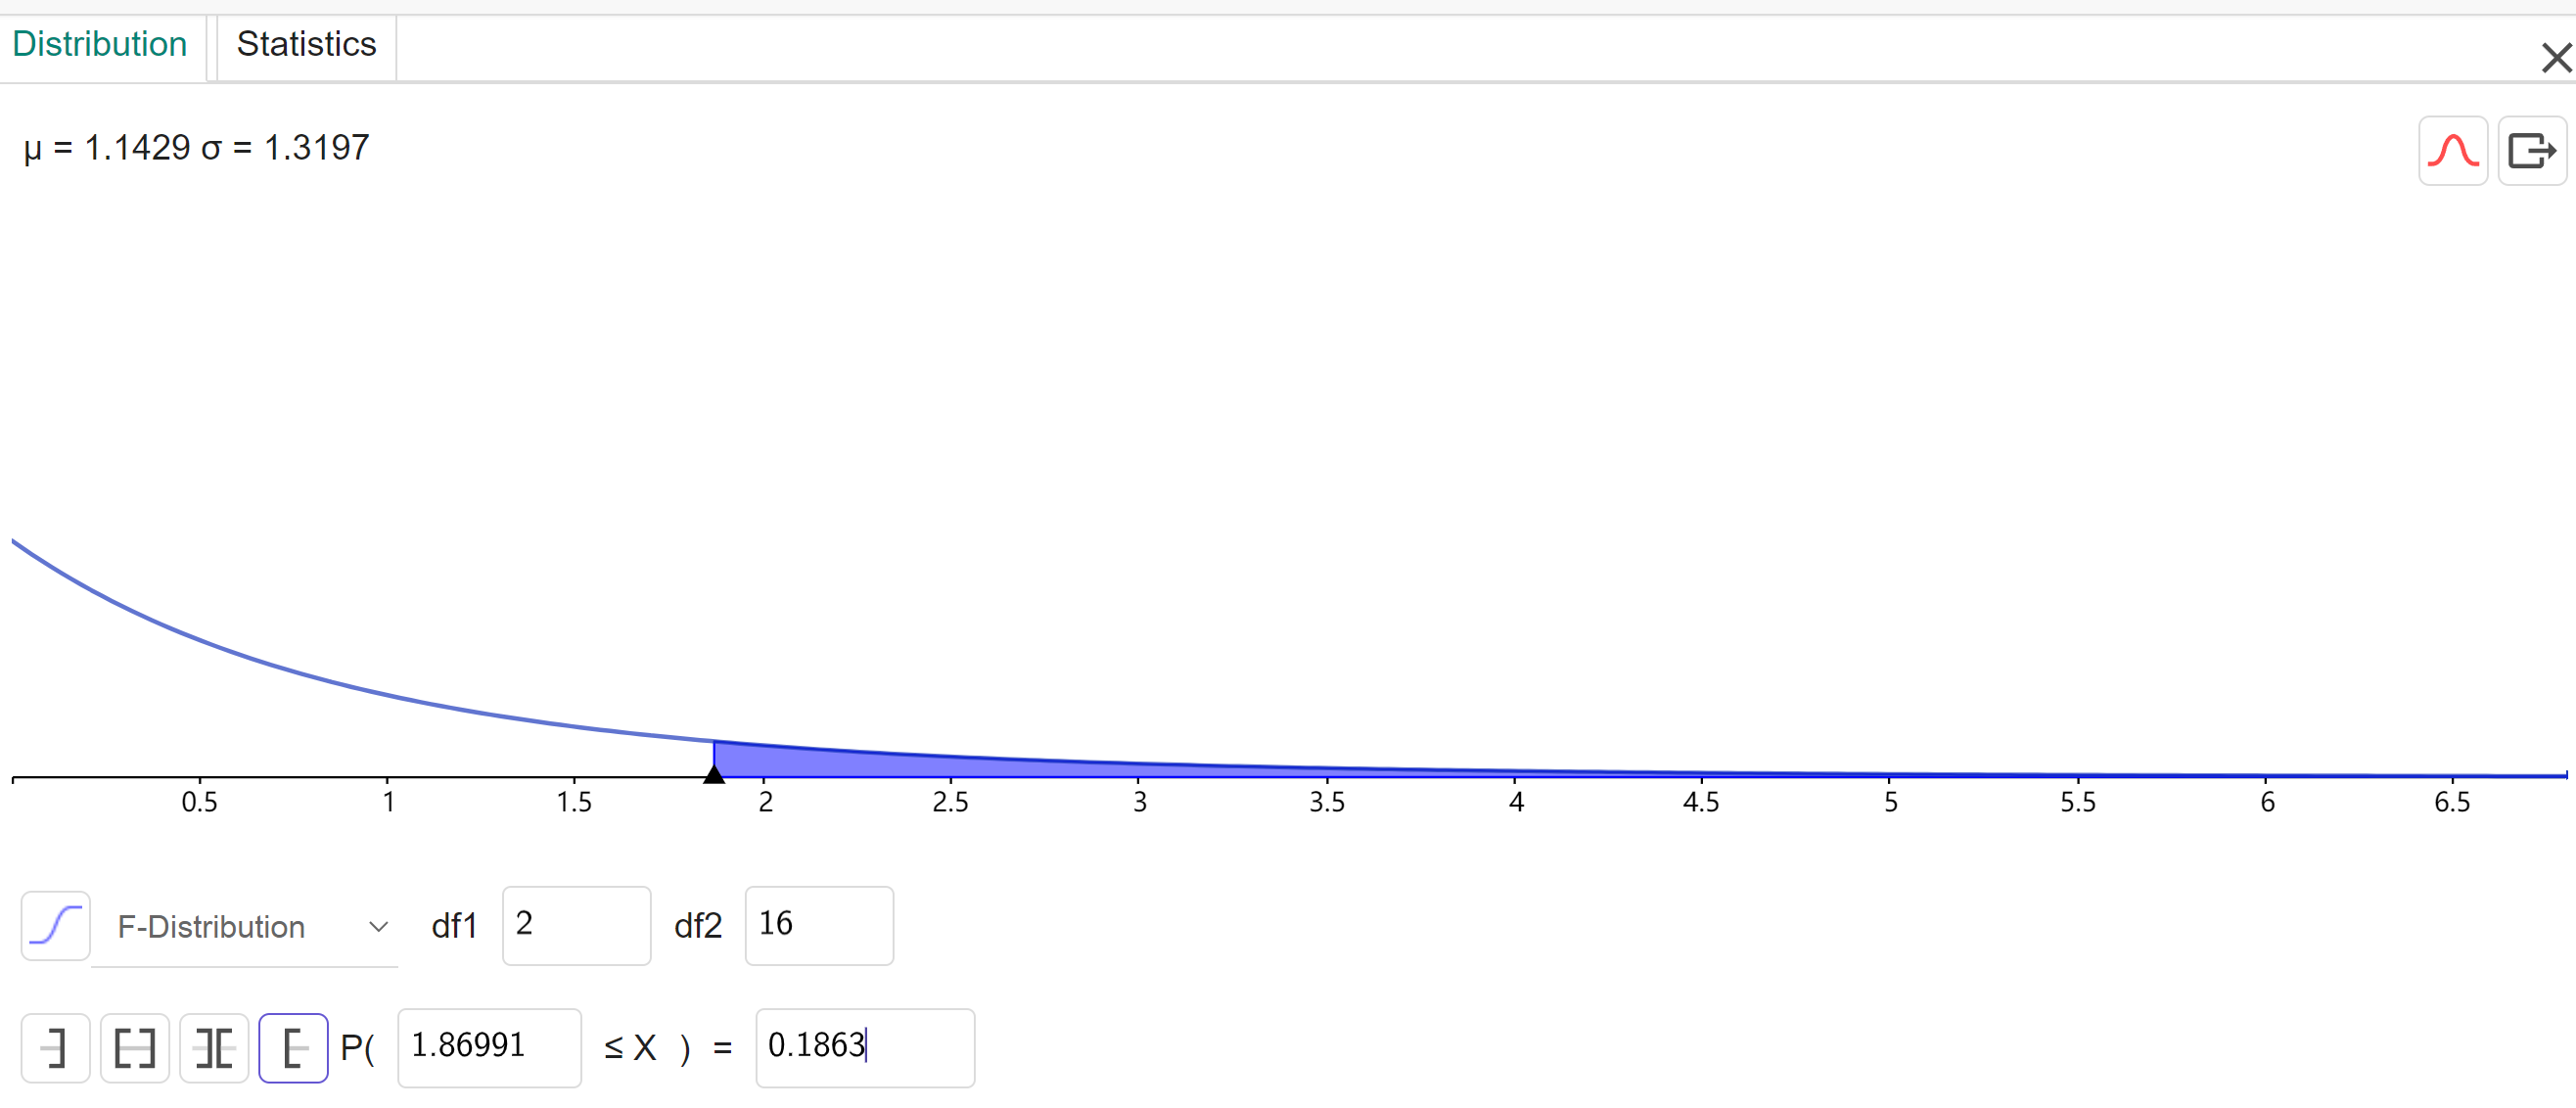 Distribution Statistics
μ = 1.1429 σ = 1.3197
0.5 1 1.5 2 2.5 3 3.5 4 4.5 5 5.5 6 6.5
F-Distribution df1 2 df2 16
P( 1.86991 ≤ X ) = 0.1863